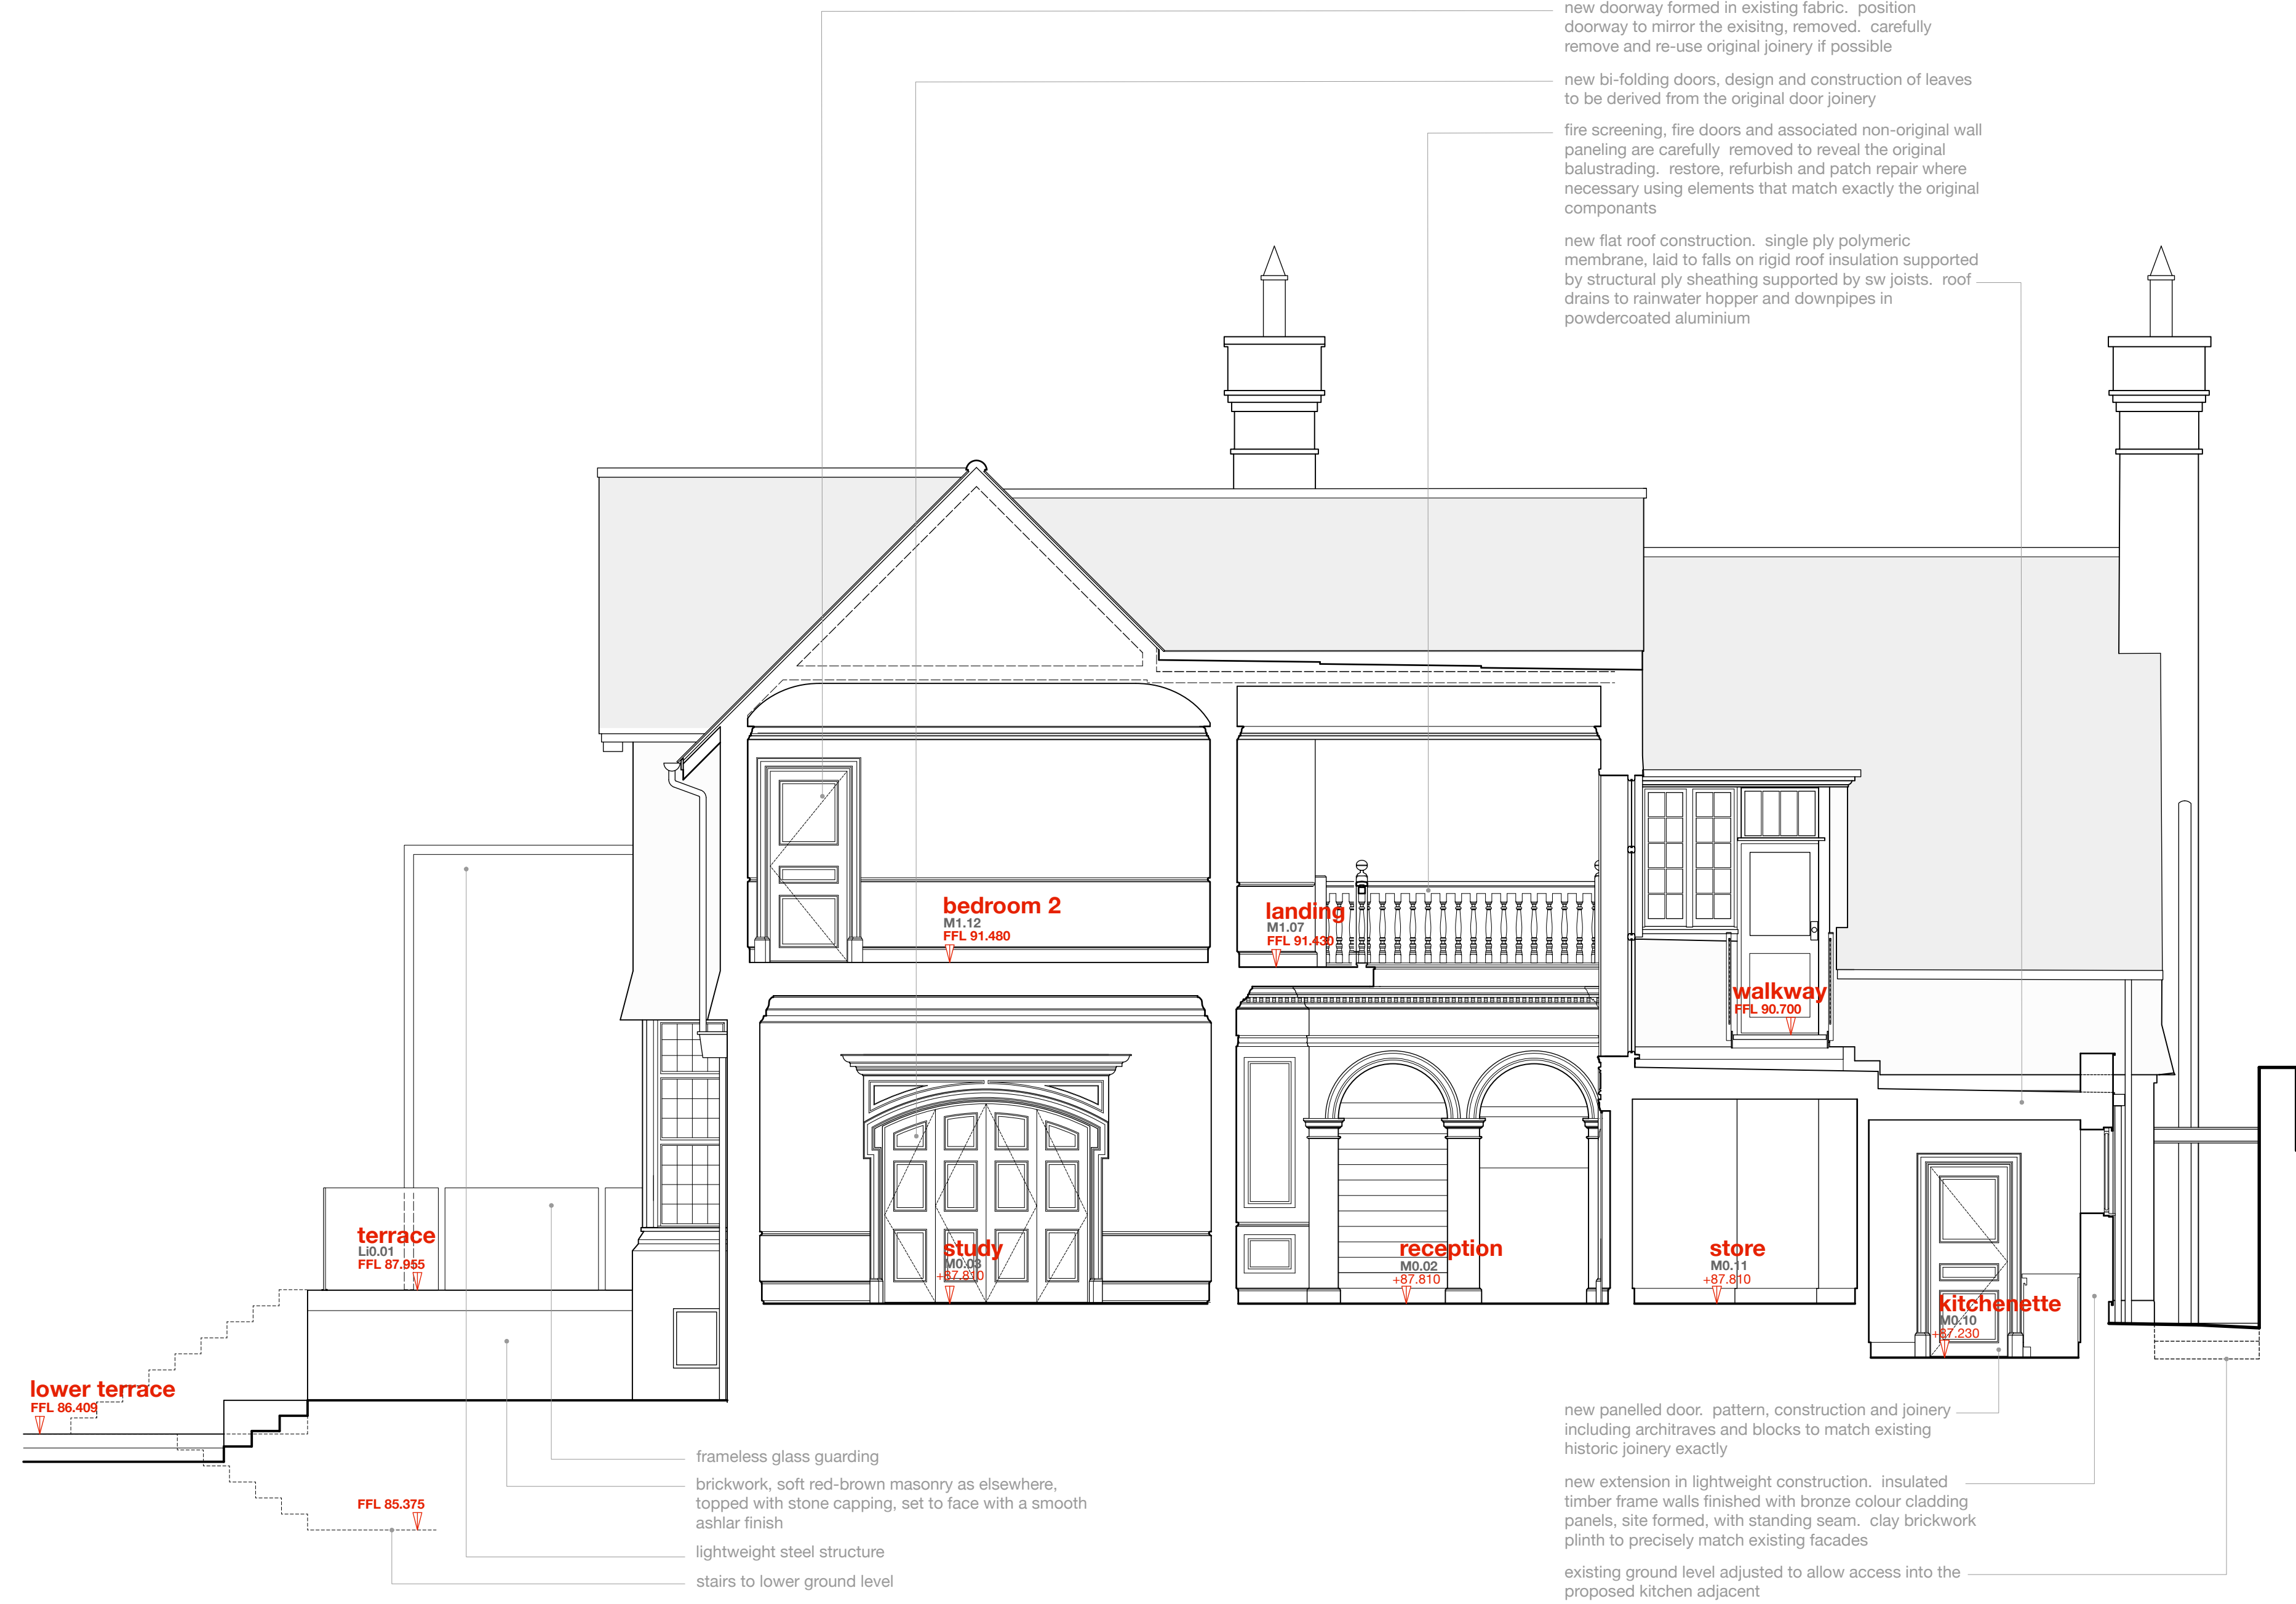 new doorway formed in existing fabric.  position
doorway to mirror the exisitng, removed.  carefully
remove and re-use original joinery if possible
new bi-folding doors, design and construction of leaves
to be derived from the original door joinery
fire screening, fire doors and associated non-original wall
paneling are carefully  removed to reveal the original
balustrading.  restore, refurbish and patch repair where
necessary using elements that match exactly the original
componants
new flat roof construction.  single ply polymeric
membrane, laid to falls on rigid roof insulation supported
by structural ply sheathing supported by sw joists.  roof
drains to rainwater hopper and downpipes in
powdercoated aluminium
bedroom 2
M1.12
FFL 91.480
landing
M1.07
FFL 91.430
walkway
FFL 90.700
terrace
Li0.01
FFL 87.955
study
M0.03
+87.810
reception
M0.02
+87.810
store
M0.11
+87.810
kitchenette
M0.10
+87.230
lower terrace
FFL 86.409
FFL 85.375
frameless glass guarding
brickwork, soft red-brown masonry as elsewhere,
topped with stone capping, set to face with a smooth
ashlar finish
lightweight steel structure
stairs to lower ground level
new panelled door.  pattern, construction and joinery
including architraves and blocks to match existing
historic joinery exactly
new extension in lightweight construction.  insulated
timber frame walls finished with bronze colour cladding
panels, site formed, with standing seam.  clay brickwork
plinth to precisely match existing facades
existing ground level adjusted to allow access into the
proposed kitchen adjacent